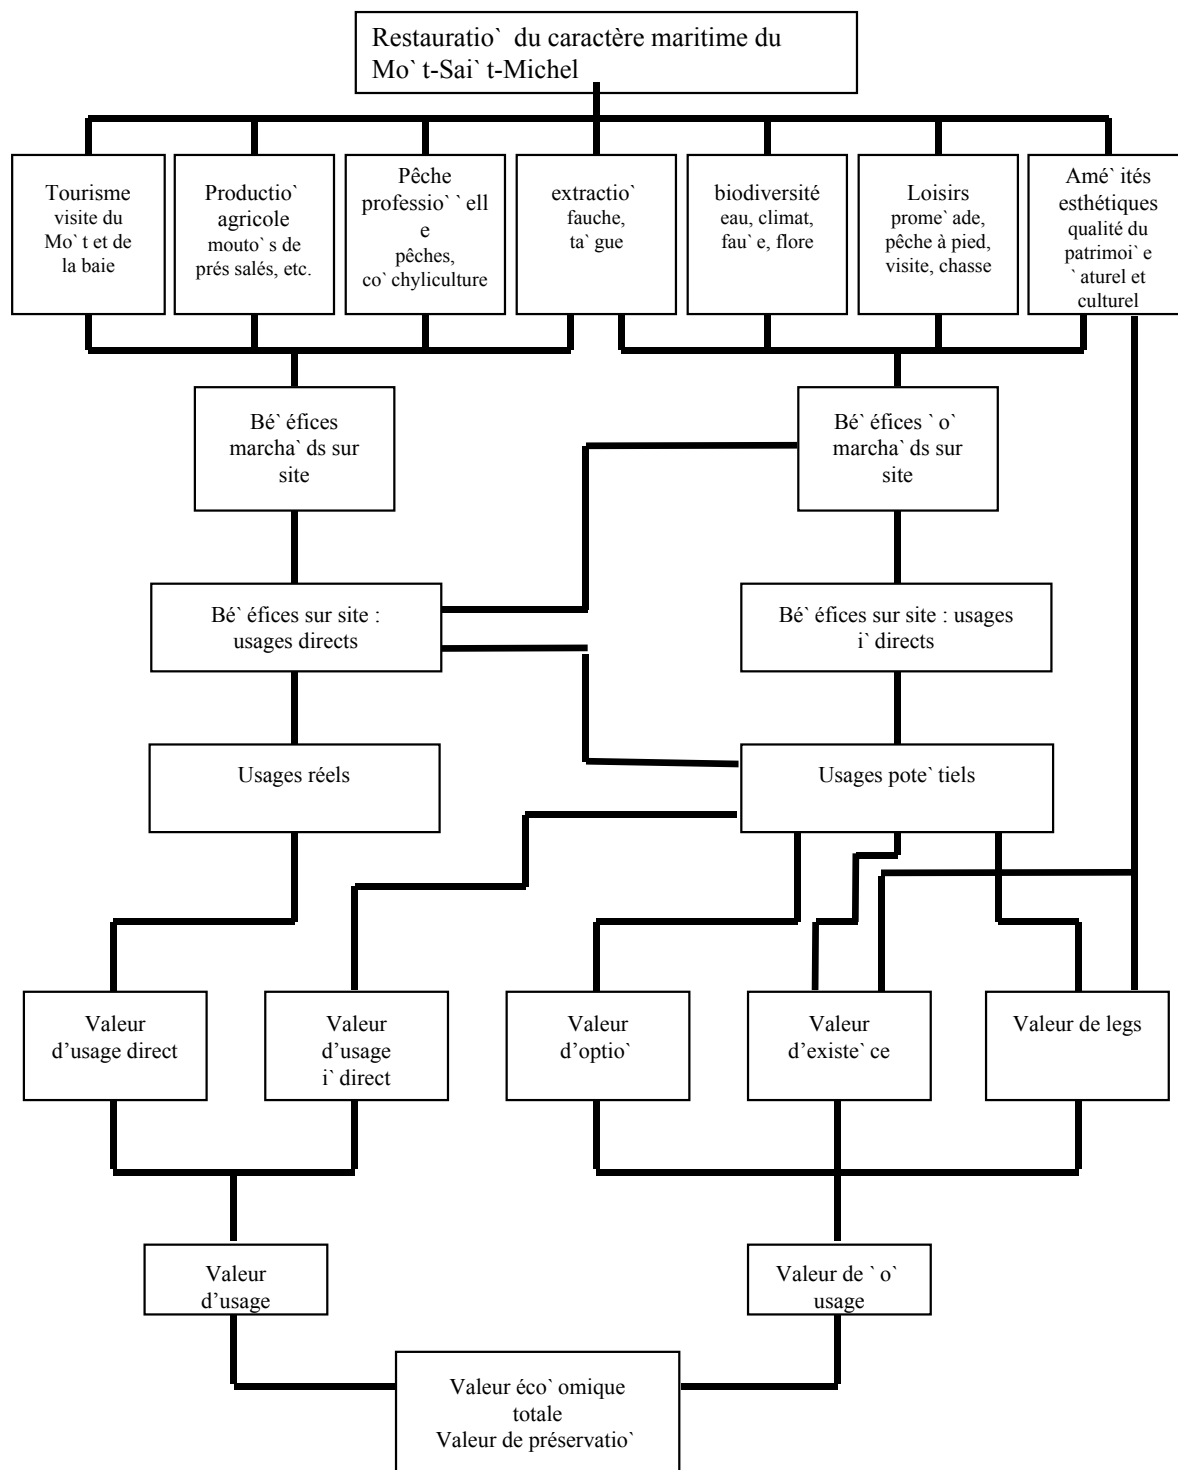 Restauratio` du caractère maritime du
Mo` t-Sai` t-Michel
Tourisme
visite du
Mo` t et de
la baie
Productio`
agricole
mouto` s de
prés salés, etc.
Pêche
professio` ` ell
e
pêches,
co` chyliculture
extractio`
fauche,
ta` gue
biodiversité
eau, climat,
fau` e, flore
Loisirs
prome` ade,
pêche à pied,
visite, chasse
Amé` ités
esthétiques
qualité du
patrimoi` e
` aturel et
culturel
Bé` éfices
marcha` ds sur
site
Bé` éfices ` o`
marcha` ds sur
site
Bé` éfices sur site :
usages directs
Bé` éfices sur site : usages
i` directs
Usages réels
Usages pote` tiels
Valeur
d’usage direct
Valeur
d’usage
i` direct
Valeur
d’optio`
Valeur
d’existe` ce
Valeur de legs
Valeur
d’usage
Valeur de ` o`
usage
Valeur éco` omique
totale
Valeur de préservatio`